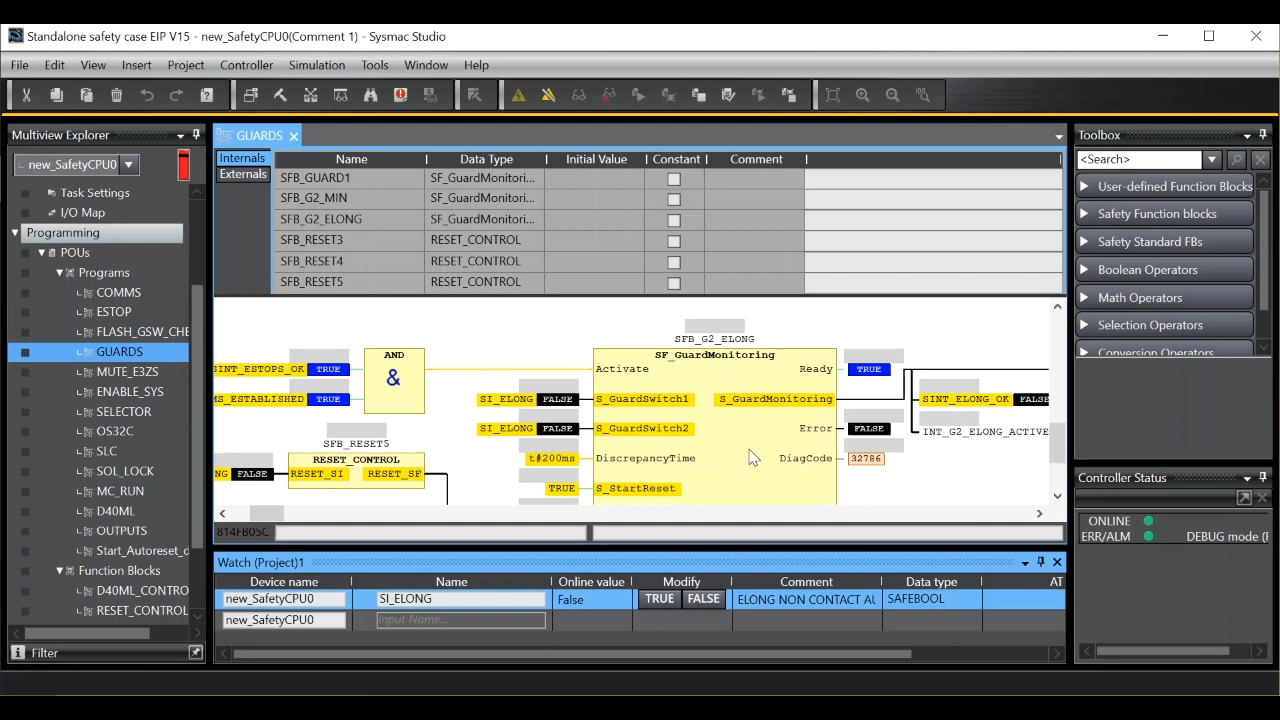 Standalone safety case EIP V15 - new_SafetyCPU0(Comment 1) - Sysmac Studio
File Edit View Insert Project Controller Simulation Tools Window Help
Multiview Explorer
new_SafetyCPU0
Task Settings
I/O Map
Programming
POUs
Programs
COMMS
ESTOP
FLASH_GSW_CHE
GUARDS
MUTE_E3ZS
ENABLE_SYS
SELECTOR
OS32C
SLC
SOL_LOCK
MC_RUN
D40ML
OUTPUTS
Start_Autoreset_d
Function Blocks
D40ML_CONTRO
RESET_CONTROL
Filter
GUARDS
Internals
Externals
Name Data Type Initial Value Constant Comment
SFB_GUARD1 SF_GuardMonitori...
SFB_G2_MIN SF_GuardMonitori...
SFB_G2_ELONG SF_GuardMonitori...
SFB_RESET3 RESET_CONTROL
SFB_RESET4 RESET_CONTROL
SFB_RESET5 RESET_CONTROL
SFB_G2_ELONG
AND
&
SF_GuardMonitoring
SINT_ESTOPS_OK TRUE
Activate Ready TRUE
MS_ESTABLISHED TRUE
SI_ELONG FALSE S_GuardSwitch1 S_GuardMonitoring SINT_ELONG_OK FALSE
SI_ELONG FALSE S_GuardSwitch2 Error FALSE INT_G2_ELONG_ACTIVE
SFB_RESET5
RESET_CONTROL
t#200ms DiscrepancyTime DiagCode 32786
NG FALSE RESET_SI RESET_SF
TRUE S_StartReset
814FB05C
Watch (Project)1
Device name Name Online value Modify Comment Data type AT
new_SafetyCPU0 SI_ELONG False TRUE FALSE ELONG NON CONTACT AU SAFEBOOL
new_SafetyCPU0 Input Name...
Toolbox
<Search>
User-defined Function Blocks
Safety Function blocks
Safety Standard FBs
Boolean Operators
Math Operators
Selection Operators
Conversion Operators
Controller Status
ONLINE
ERR/ALM DEBUG mode (F